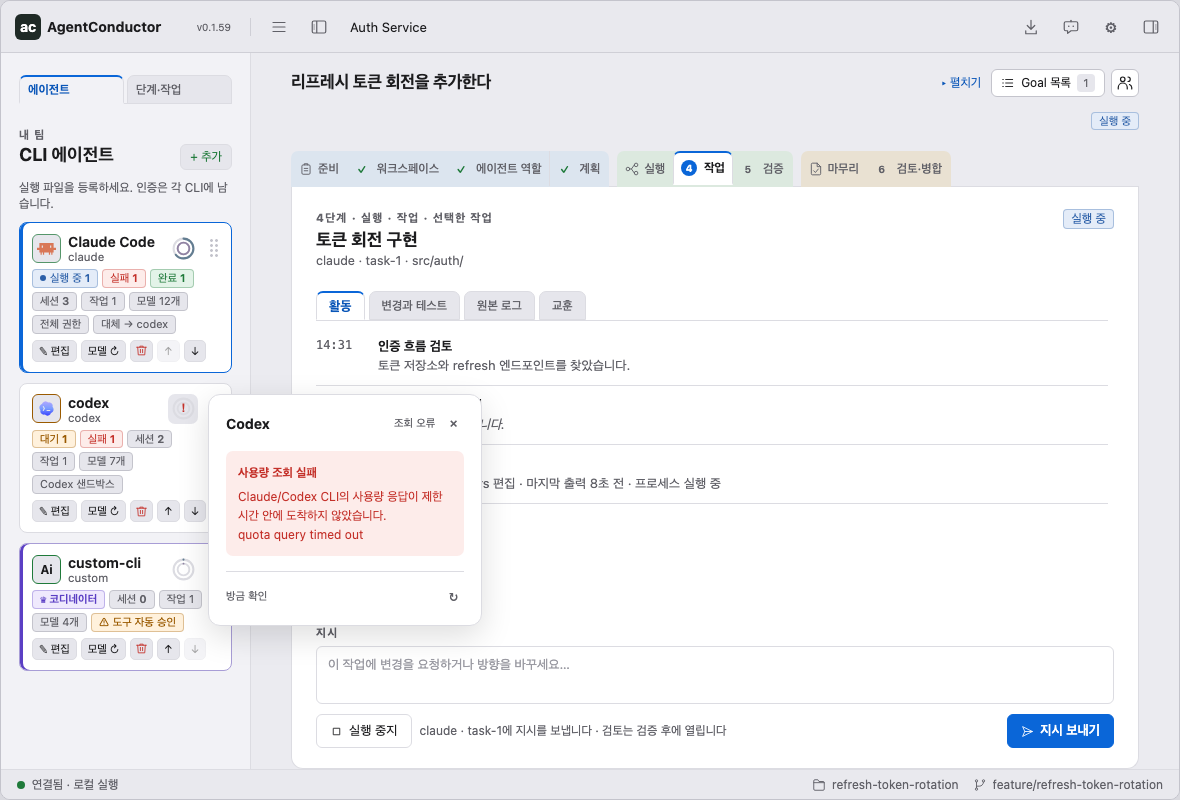 ac AgentConductor v0.1.59 Auth Service
에이전트 단계·작업
내 팀
CLI 에이전트 + 추가
실행 파일을 등록하세요. 인증은 각 CLI에 남
습니다.
Claude Code
claude
실행 중 1 실패 1 완료 1
세션 3 작업 1 모델 12개
전체 권한 대체 → codex
✎ 편집 모델 ↻ ↑ ↓
codex
codex
!
대기 1 실패 1 세션 2
작업 1 모델 7개
Codex 샌드박스
✎ 편집 모델 ↻ ↑ ↓
Ai custom-cli
custom
♛ 코디네이터 세션 0 작업 1
모델 4개 ⚠ 도구 자동 승인
✎ 편집 모델 ↻ ↑ ↓
리프레시 토큰 회전을 추가한다 ▸ 펼치기 Goal 목록 1
실행 중
준비 ✓ 워크스페이스 ✓ 에이전트 역할 ✓ 계획 실행 4 작업 5 검증 마무리 6 검토·병합
4단계 · 실행 · 작업 · 선택한 작업
실행 중
토큰 회전 구현
claude · task-1 · src/auth/
활동 변경과 테스트 원본 로그 교훈
14:31 인증 흐름 검토
토큰 저장소와 refresh 엔드포인트를 찾았습니다.
니다.
s 편집 · 마지막 출력 8초 전 · 프로세스 실행 중
Codex 조회 오류 ×
사용량 조회 실패
Claude/Codex CLI의 사용량 응답이 제한
시간 안에 도착하지 않았습니다.
quota query timed out
방금 확인 ↻
지시
이 작업에 변경을 요청하거나 방향을 바꾸세요...
실행 중지 claude · task-1에 지시를 보냅니다 · 검토는 검증 후에 열립니다 지시 보내기
연결됨 · 로컬 실행 refresh-token-rotation feature/refresh-token-rotation